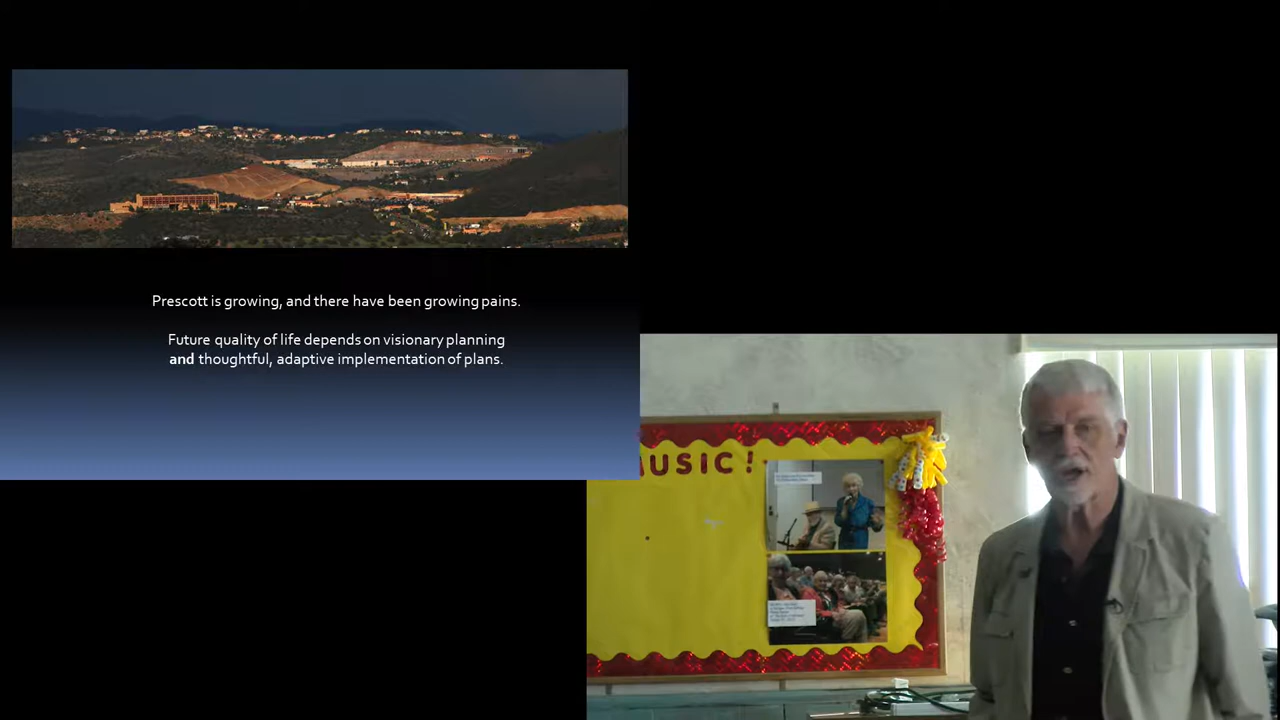 Prescott is growing, and there have been growing pains.
Future quality of life depends on visionary planning
and thoughtful, adaptive implementation of plans.
MUSIC!